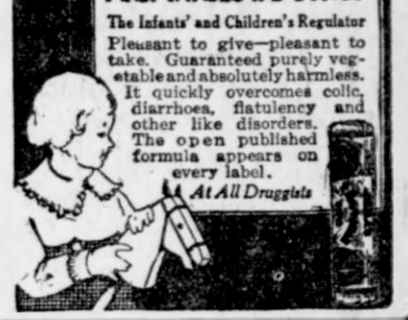 The Infants' and Children's Regulator
Pleasant to give—pleasant to
take. Guaranteed purely veg-
etable and absolutely harmless.
It quickly overcomes colic,
diarrhoea, flatulency and
other like disorders.
The open published
formula appears on
every label.
At All Druggists